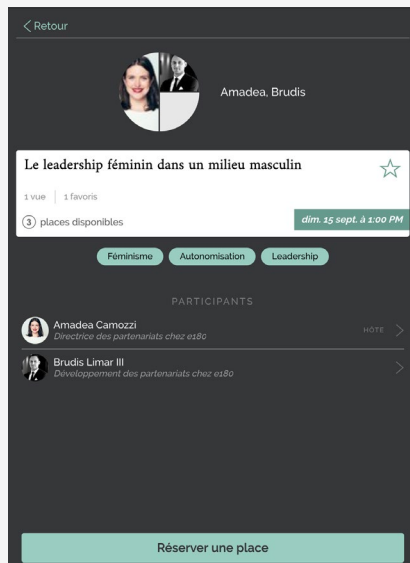 Retour
Amadea, Brudis
Le leadership féminin dans un milieu masculin
1 vue | 1 favoris
3 places disponibles
dim. 15 sept. à 1:00 PM
Féminisme Autonomisation Leadership
PARTICIPANTS
Amadea Camozzi
Directrice des partenariats chez e180
HÔTE
Brudis Limar III
Développement des partenariats chez e180
Réserver une place